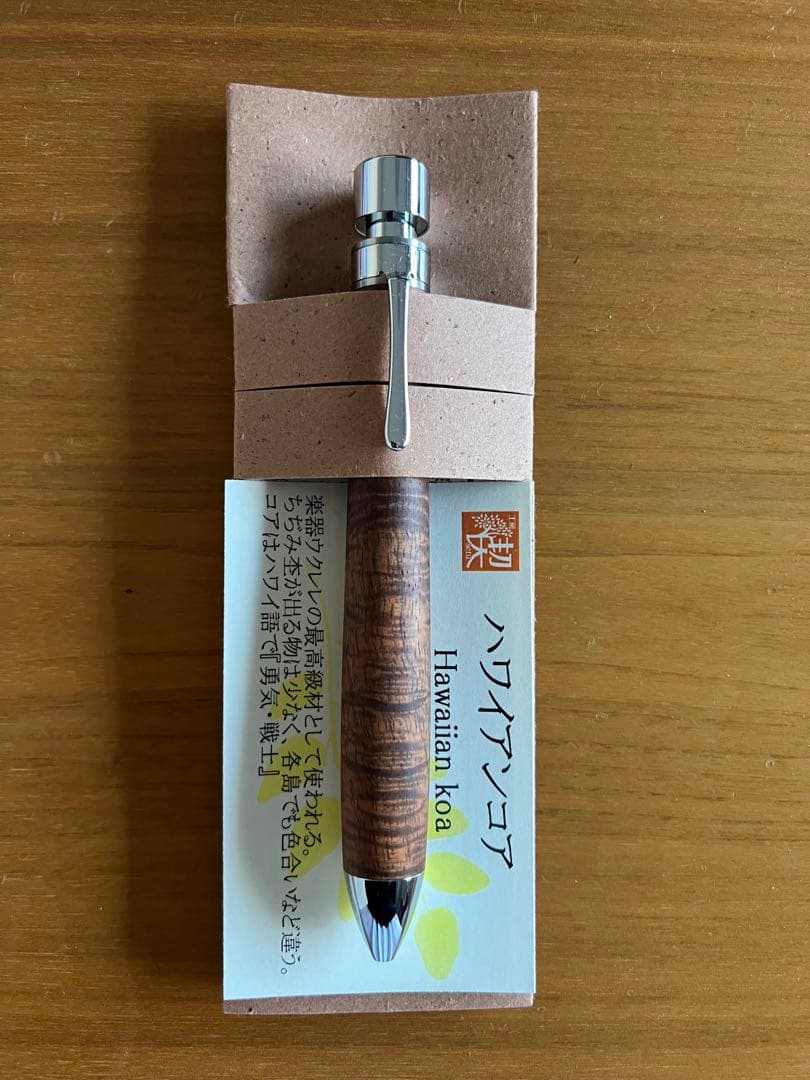 工房
楔
ハワイアンコア
Hawaiian koa
楽器ウクレレの最高級材として使われる。
ちぢみ杢が出る物は少なく、各島でも色合いなど違う。
コアはハワイ語で『勇気・戦士』